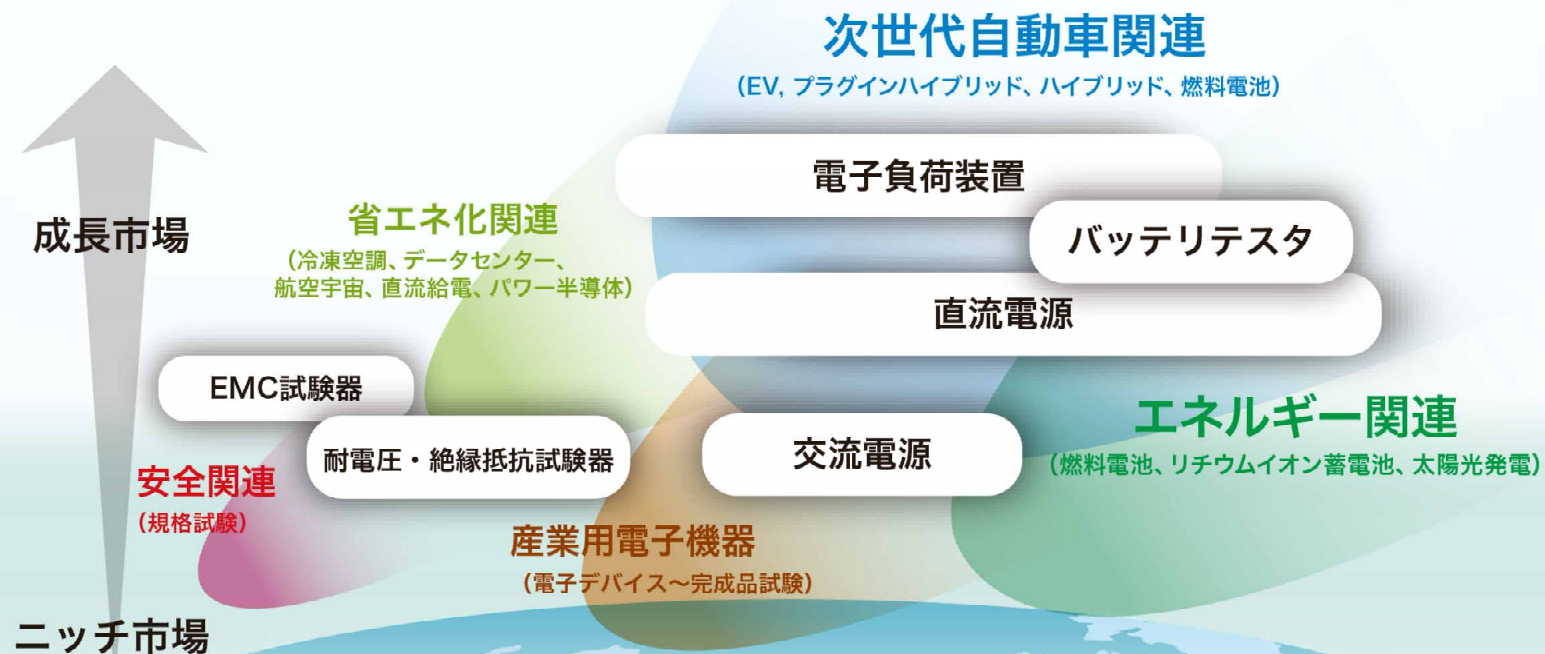 次世代自動車関連
（EV, プラグインハイブリッド、ハイブリッド、燃料電池）
電子負荷装置
成長市場
省エネ化関連
（冷凍空調、データセンター、
航空宇宙、直流給電、パワー半導体）
バッテリテスタ
直流電源
EMC試験器
耐電圧・絶縁抵抗試験器
交流電源
エネルギー関連
（燃料電池、リチウムイオン蓄電池、太陽光発電）
安全関連
（規格試験）
産業用電子機器
（電子デバイス～完成品試験）
ニッチ市場